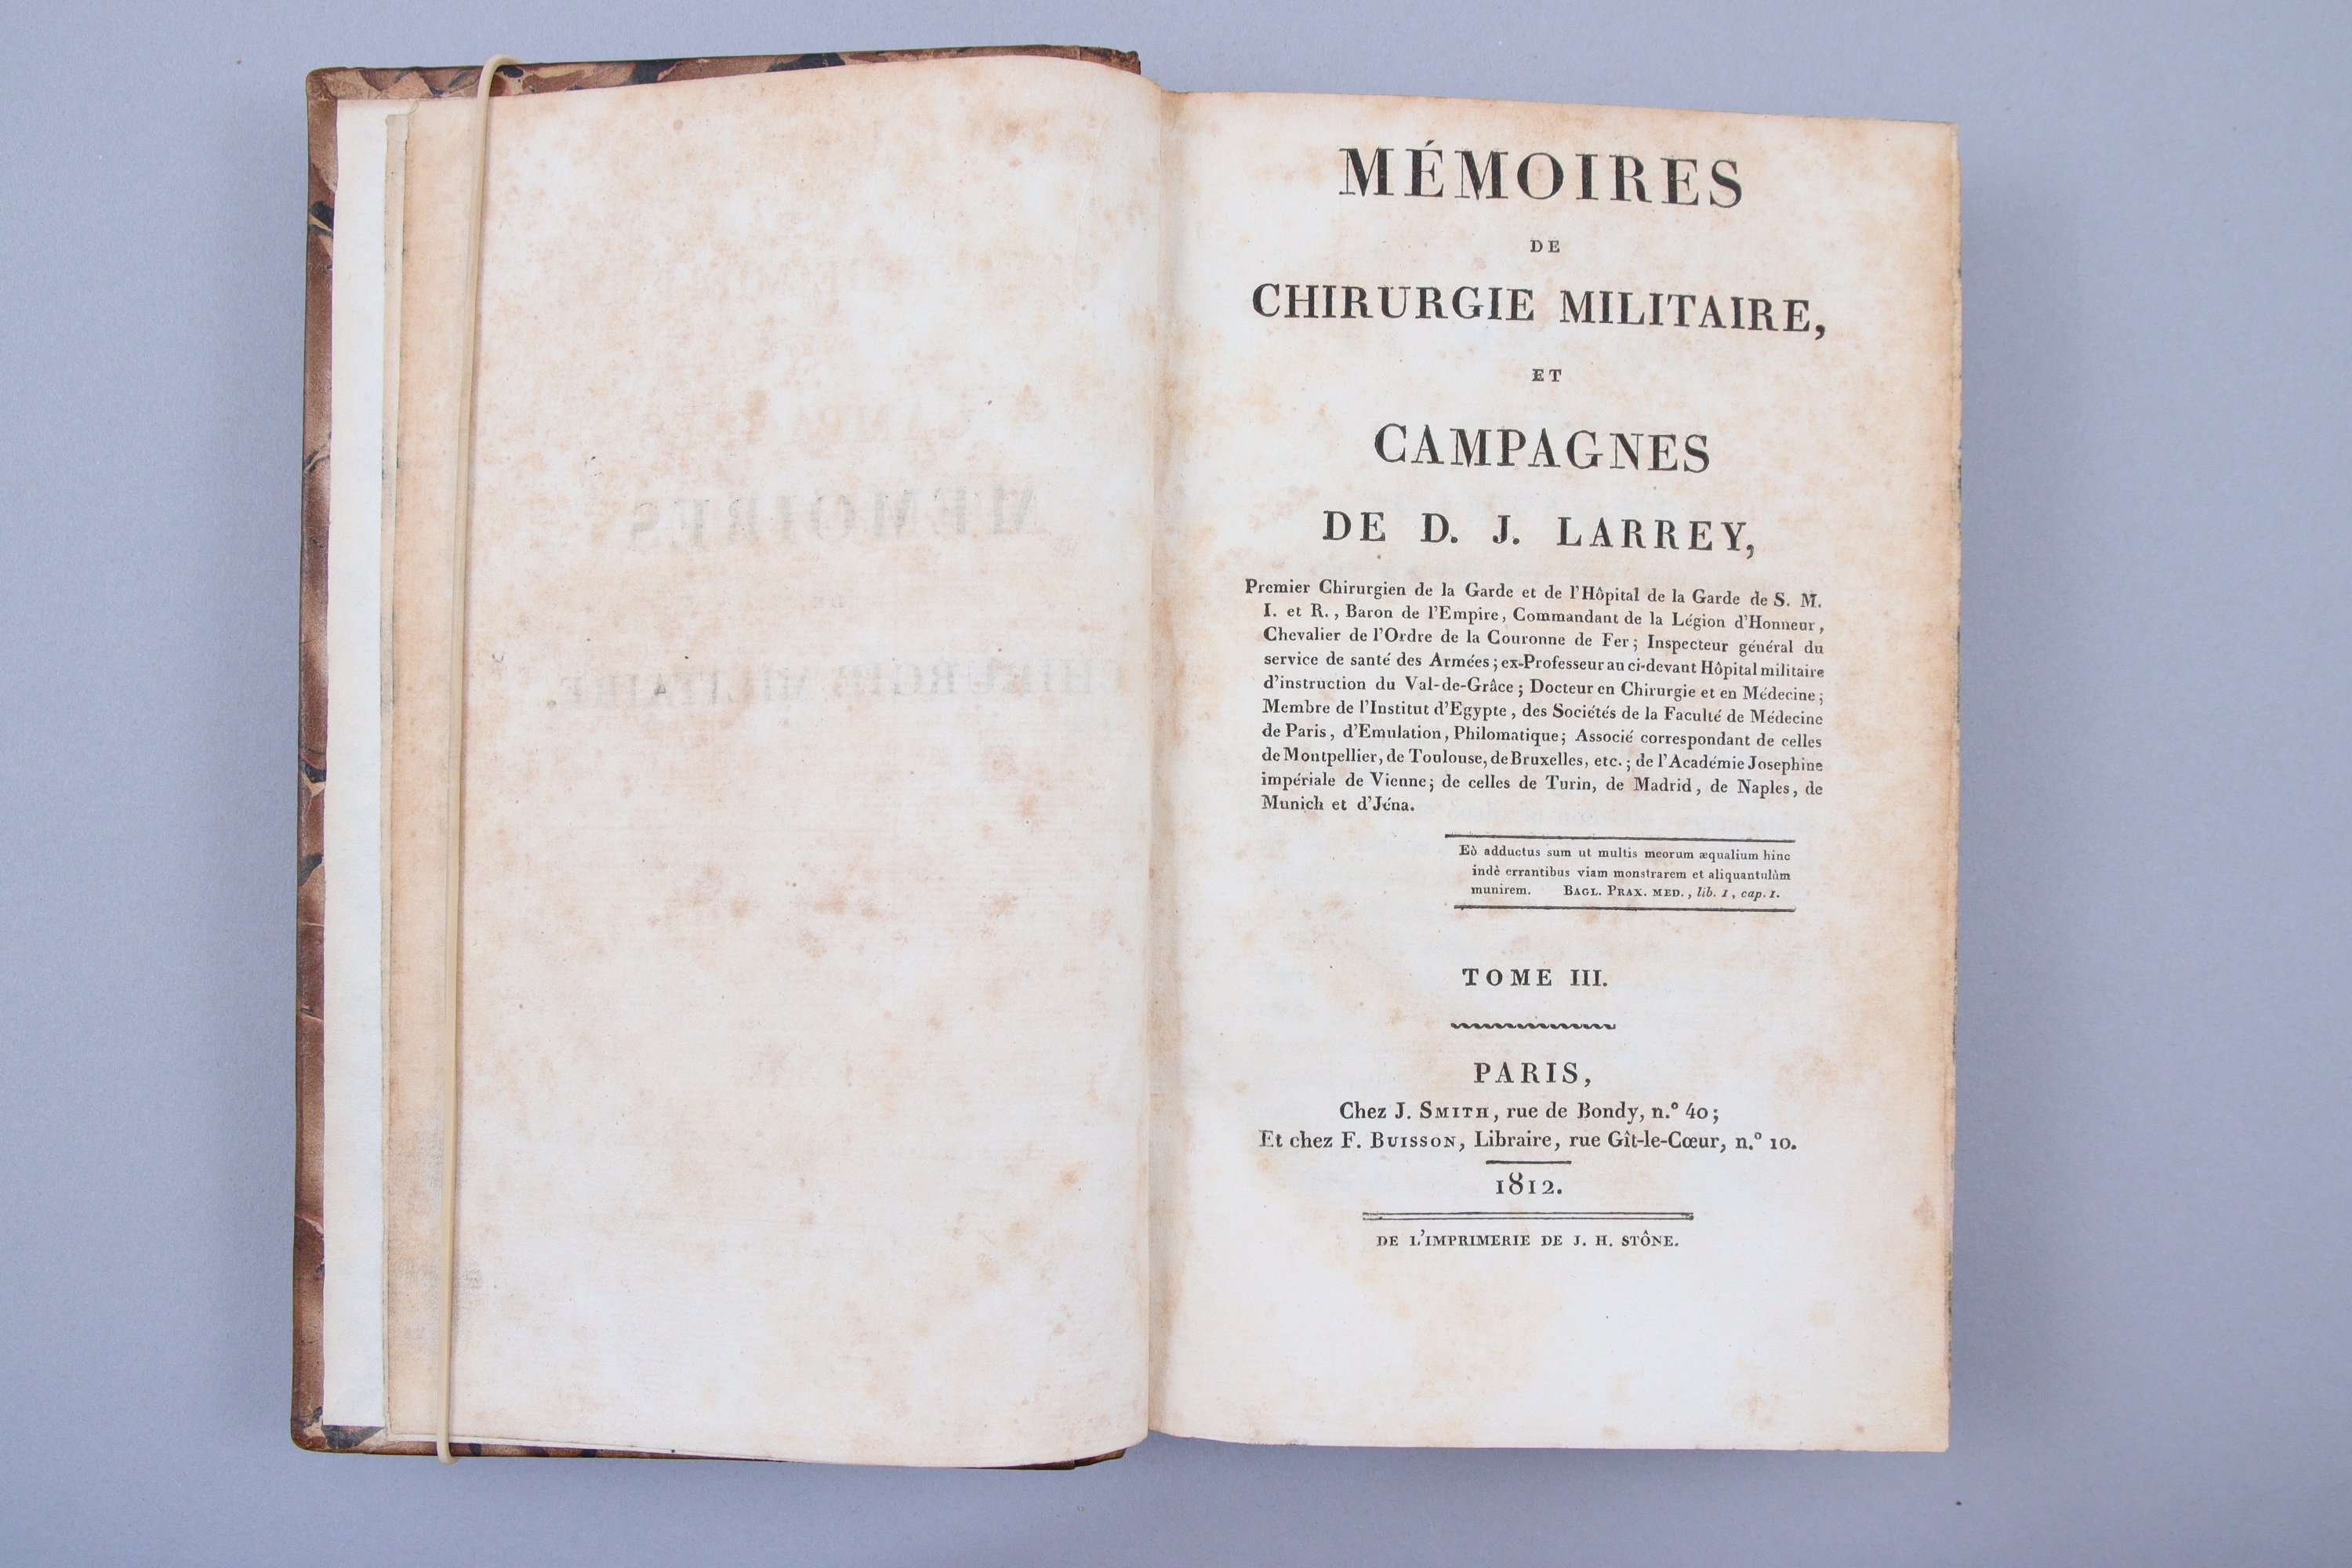 MÉMOIRES
DE
CHIRURGIE MILITAIRE,
ET
CAMPAGNES
DE D. J. LARREY,
Premier Chirurgien de la Garde et de l'Hôpital de la Garde de S. M.
I. et R., Baron de l'Empire, Commandant de la Légion d'Honneur,
Chevalier de l'Ordre de la Couronne de Fer; Inspecteur général du
service de santé des Armées; ex-Professeur au ci-devant Hôpital militaire
d'instruction du Val-de-Grâce; Docteur en Chirurgie et en Médecine;
Membre de l'Institut d'Egypte, des Sociétés de la Faculté de Médecine
de Paris, d'Emulation, Philomatique; Associé correspondant de celles
de Montpellier, de Toulouse, de Bruxelles, etc.; de l'Académie Josephine
impériale de Vienne; de celles de Turin, de Madrid, de Naples, de
Munich et d'Jéna.
Eò adductus sum ut multis meorum æqualium hinc
indè errantibus viam monstrarem et aliquantulùm
munirem. BAGL. PRAX. MED., lib. 1, cap. 1.
TOME III.
PARIS,
Chez J. SMITH, rue de Bondy, n.° 40;
Et chez F. BUISSON, Libraire, rue Gît-le-Cœur, n.° 10.
1812.
DE L'IMPRIMERIE DE J. H. STÔNE.